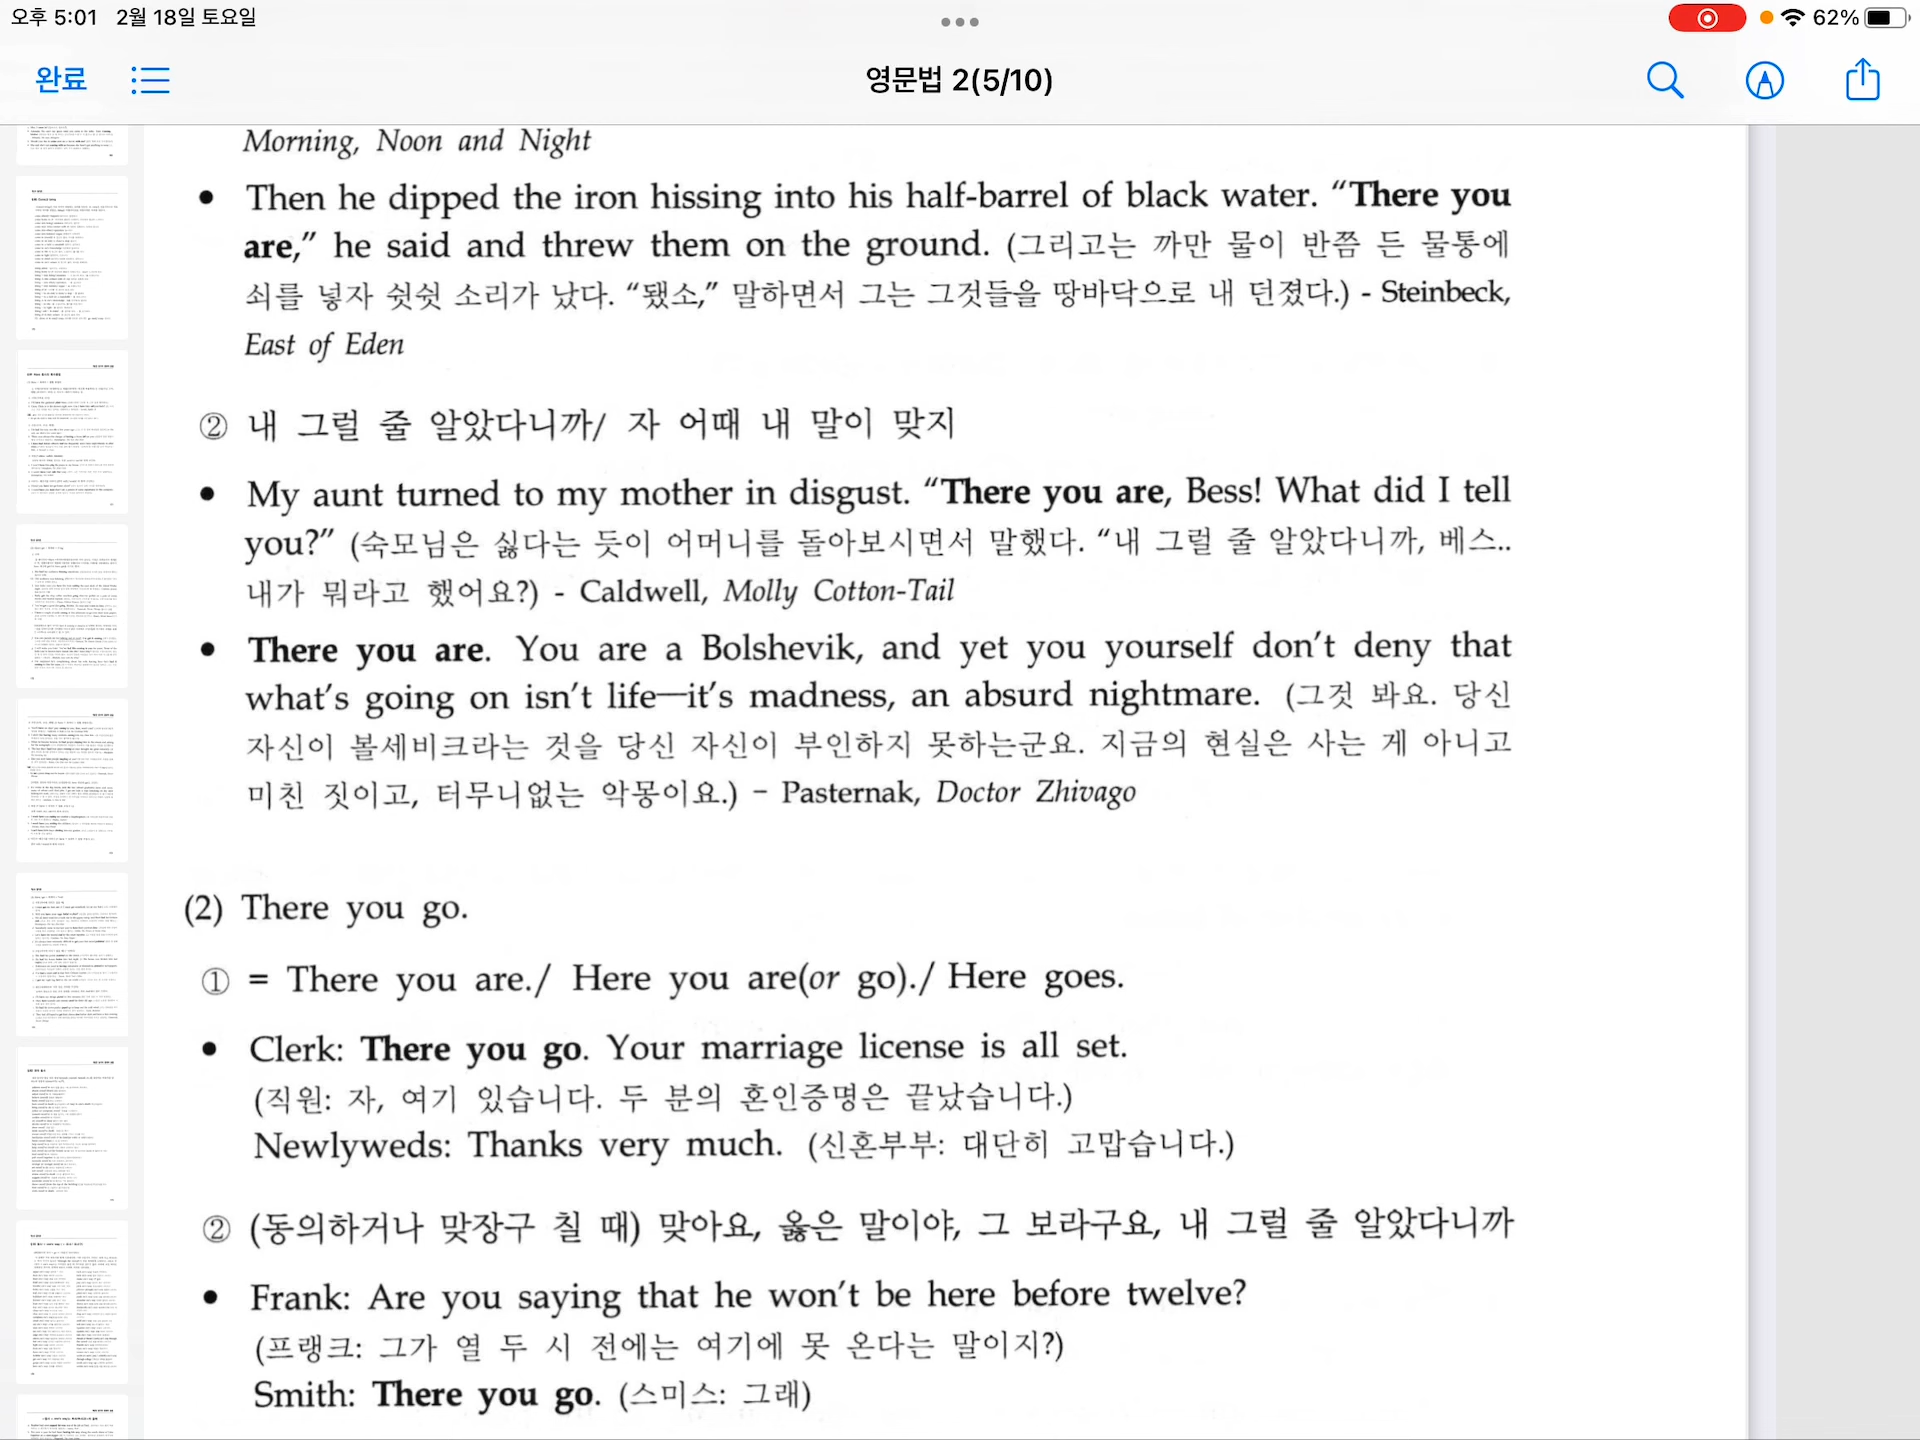 오후 5:01 2월 18일 토요일
62%
완료
영문법 2(5/10)
Morning, Noon and Night
• Then he dipped the iron hissing into his half-barrel of black water. “There you
are,” he said and threw them on the ground. (그리고는 까만 물이 반쯤 든 물통에
쇠를 넣자 쉿쉿 소리가 났다. “됐소,” 말하면서 그는 그것들을 땅바닥으로 내 던졌다.) - Steinbeck,
East of Eden
② 내 그럴 줄 알았다니까/ 자 어때 내 말이 맞지
• My aunt turned to my mother in disgust. “There you are, Bess! What did I tell
you?” (숙모님은 싫다는 듯이 어머니를 돌아보시면서 말했다. “내 그럴 줄 알았다니까, 베스..
내가 뭐라고 했어요?) - Caldwell, Molly Cotton-Tail
• There you are. You are a Bolshevik, and yet you yourself don’t deny that
what’s going on isn’t life—it’s madness, an absurd nightmare. (그것 봐요. 당신
자신이 볼세비크라는 것을 당신 자신이 부인하지 못하는군요. 지금의 현실은 사는 게 아니고
미친 짓이고, 터무니없는 악몽이요.) - Pasternak, Doctor Zhivago
(2) There you go.
① = There you are./ Here you are(or go)./ Here goes.
• Clerk: There you go. Your marriage license is all set.
(직원: 자, 여기 있습니다. 두 분의 혼인증명은 끝났습니다.)
Newlyweds: Thanks very much. (신혼부부: 대단히 고맙습니다.)
② (동의하거나 맞장구 칠 때) 맞아요, 옳은 말이야, 그 보라구요, 내 그럴 줄 알았다니까
• Frank: Are you saying that he won’t be here before twelve?
(프랭크: 그가 열 두 시 전에는 여기에 못 온다는 말이지?)
Smith: There you go. (스미스: 그래)